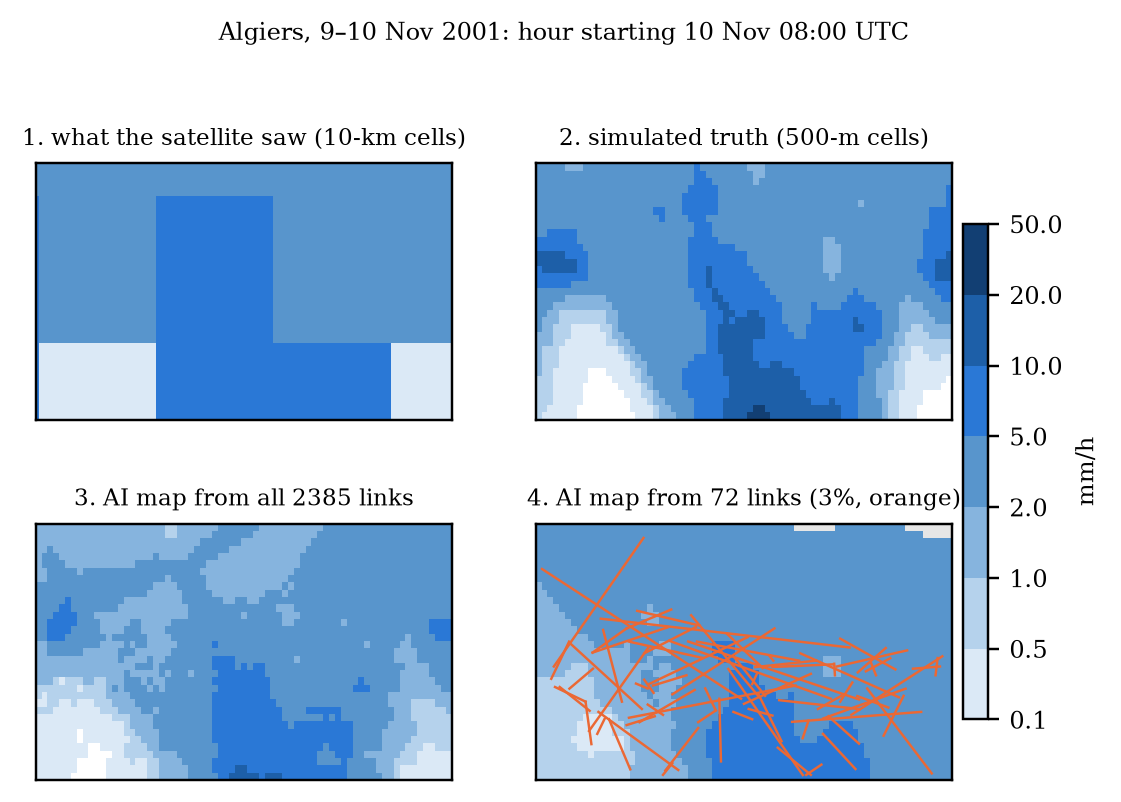 Algiers, 9–10 Nov 2001: hour starting 10 Nov 08:00 UTC
1. what the satellite saw (10-km cells)
2. simulated truth (500-m cells)
3. AI map from all 2385 links
4. AI map from 72 links (3%, orange)
50.0
20.0
10.0
5.0
2.0
1.0
0.5
0.1
mm/h